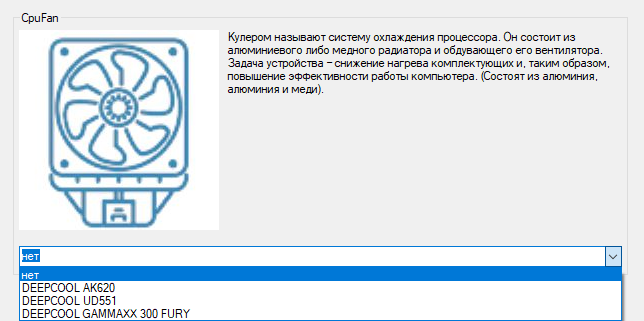 CpuFan
Кулером называют систему охлаждения процессора. Он состоит из
алюминиевого либо медного радиатора и обдувающего его вентилятора.
Задача устройства – снижение нагрева комплектующих и, таким образом,
повышение эффективности работы компьютера. (Состоят из алюминия,
алюминия и меди).
нет
нет
DEEPCOOL AK620
DEEPCOOL UD551
DEEPCOOL GAMMAXX 300 FURY